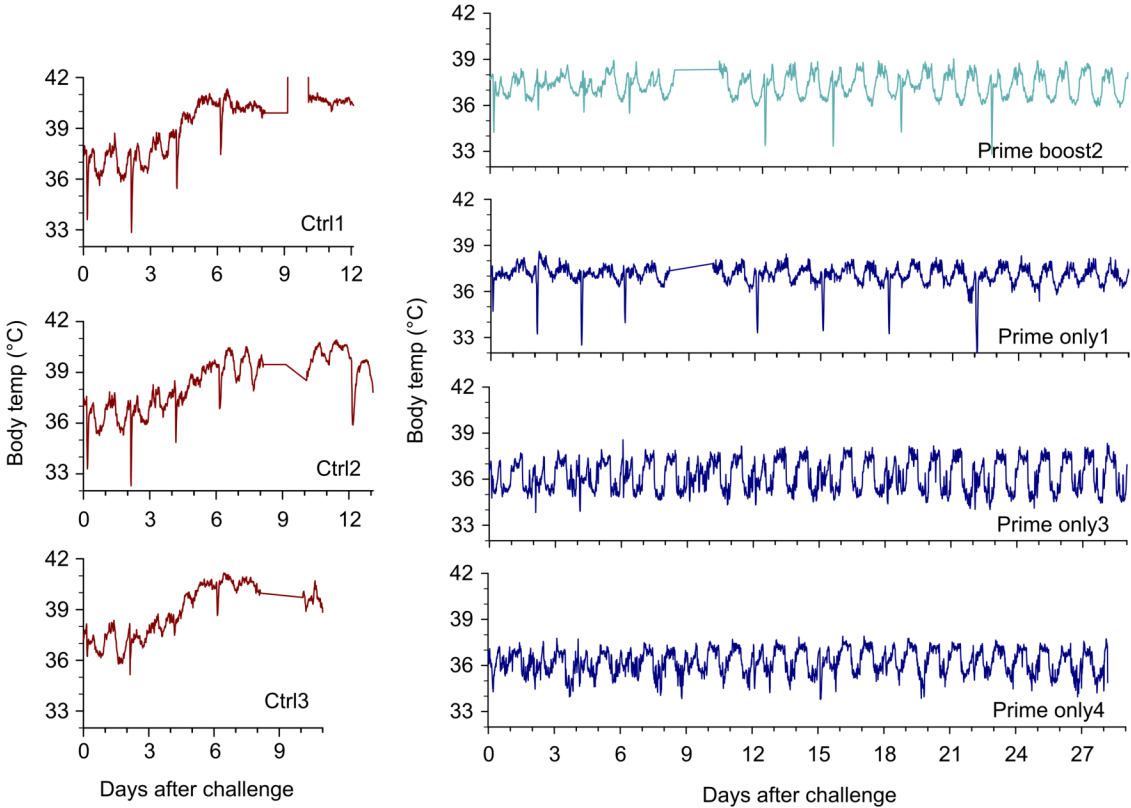 42
39
36
33
Ctrl1
0 3 6 9 12
42
39
36
33
Ctrl2
0 3 6 9 12
42
39
36
33
Ctrl3
0 3 6 9
Body temp (°C)
Days after challenge
42
39
36
33
Prime boost2
42
39
36
33
Prime only1
42
39
36
33
Prime only3
42
39
36
33
Prime only4
0 3 6 9 12 15 18 21 24 27
Body temp (°C)
Days after challenge